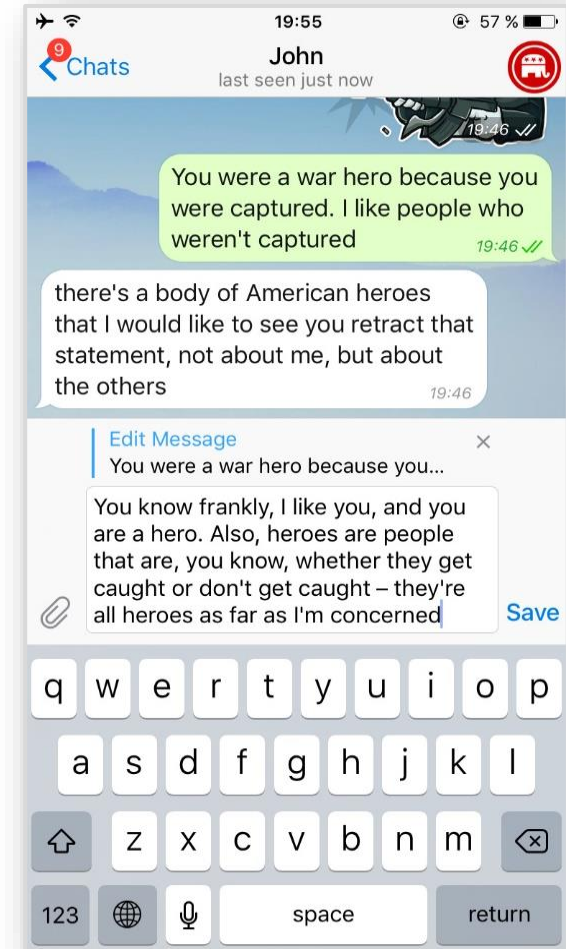 19:55
57 %
9
Chats
John
last seen just now
19:46
You were a war hero because you
were captured. I like people who
weren't captured
19:46
there's a body of American heroes
that I would like to see you retract that
statement, not about me, but about
the others
19:46
Edit Message
You were a war hero because you...
You know frankly, I like you, and you
are a hero. Also, heroes are people
that are, you know, whether they get
caught or don't get caught – they're
all heroes as far as I'm concerned
Save
q w e r t y u i o p
a s d f g h j k l
z x c v b n m
123 space return